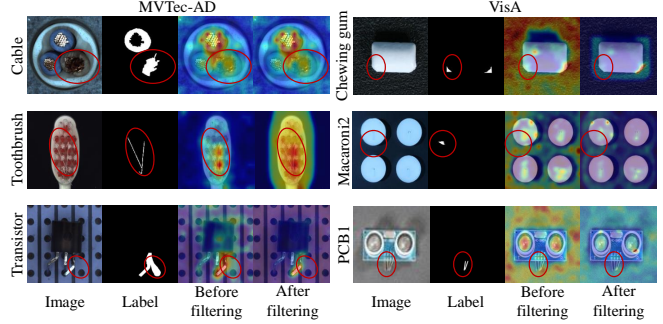 MVTec-AD
VisA
Cable
Chewing gum
Toothbrush
Macaroni2
Transistor
PCB1
Image
Label
Before
filtering
After
filtering
Image
Label
Before
filtering
After
filtering